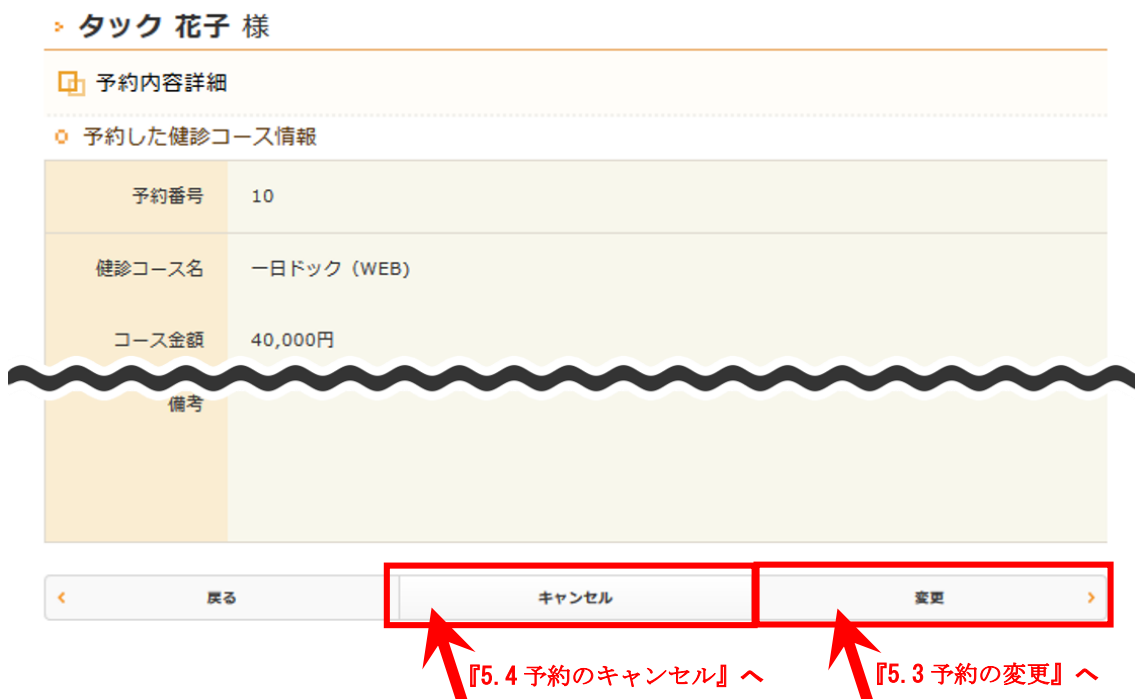 タック 花子 様
予約内容詳細
予約した健診コース情報
予約番号 10
健診コース名 一日ドック（WEB)
コース金額 40,000円
備考
戻る キャンセル 変更
『5.4 予約のキャンセル』へ 『5.3 予約の変更』へ